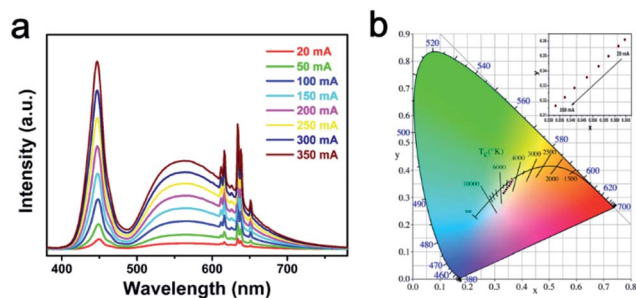 a
Intensity (a.u.)
20 mA
50 mA
100 mA
150 mA
200 mA
250 mA
300 mA
350 mA
400
500
600
700
Wavelength (nm)
b
0.9
0.8
0.7
0.6
0.5
0.4
0.3
0.2
0.1
0.0
y
0.0
0.1
0.2
0.3
0.4
0.5
0.6
0.7
0.8
x
520
540
560
580
600
620
700
500
490
480
470
460
380
Tc(°K)
10000
6000
4000
3000
2500
2000
1500
∞
y
20 mA
350 mA
x